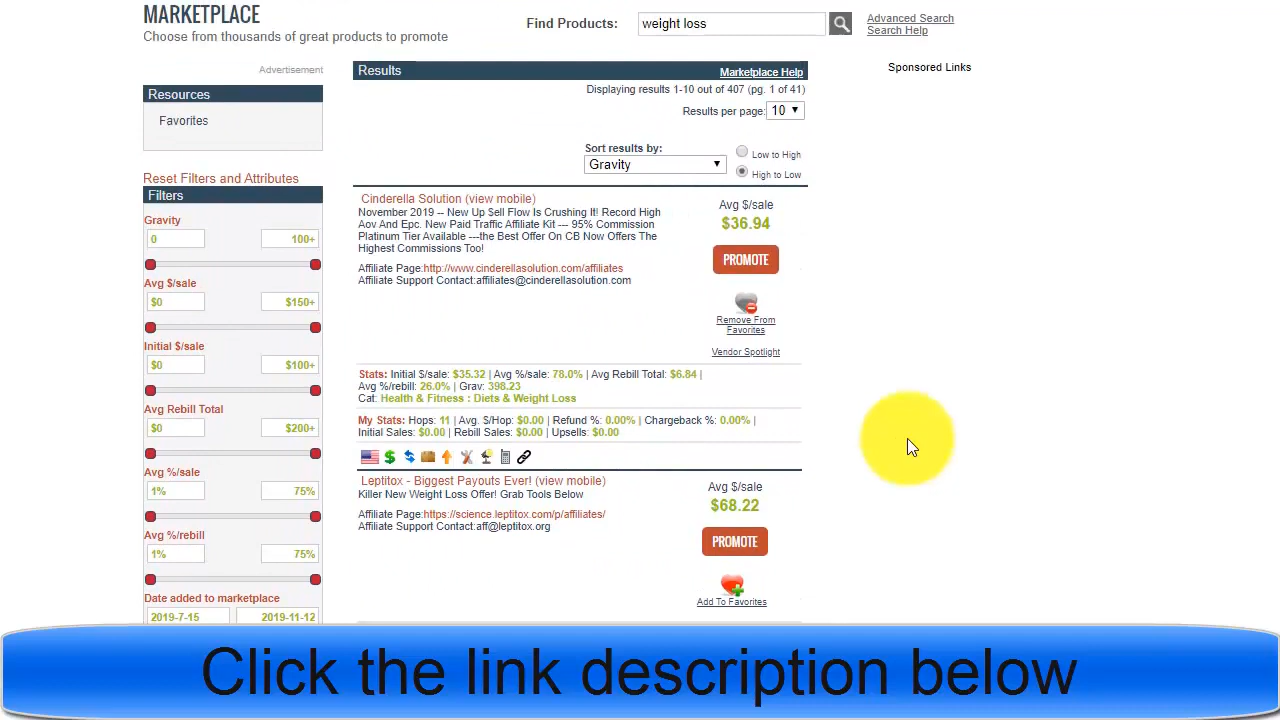 MARKETPLACE
Choose from thousands of great products to promote
Find Products:
weight loss
Advanced Search
Search Help
Advertisement
Resources
Favorites
Reset Filters and Attributes
Filters
Gravity
0 100+
Avg $/sale
$0 $150+
Initial $/sale
$0 $100+
Avg Rebill Total
$0 $200+
Avg %/sale
1% 75%
Avg %/rebill
1% 75%
Date added to marketplace
2019-7-15 2019-11-12
Results
Marketplace Help
Displaying results 1-10 out of 407 (pg. 1 of 41)
Results per page: 10
Sort results by:
Gravity
Low to High
High to Low
Cinderella Solution (view mobile)
November 2019 -- New Up Sell Flow Is Crushing It! Record High
Aov And Epc. New Paid Traffic Affiliate Kit --- 95% Commission
Platinum Tier Available ---the Best Offer On CB Now Offers The
Highest Commissions Too!
Affiliate Page:http://www.cinderellasolution.com/affiliates
Affiliate Support Contact:affiliates@cinderellasolution.com
Avg $/sale
$36.94
PROMOTE
Remove From
Favorites
Vendor Spotlight
Stats: Initial $/sale: $35.32 | Avg %/sale: 78.0% | Avg Rebill Total: $6.84 |
Avg %/rebill: 26.0% | Grav: 398.23
Cat: Health & Fitness : Diets & Weight Loss
My Stats: Hops: 11 | Avg. $/Hop: $0.00 | Refund %: 0.00% | Chargeback %: 0.00% |
Initial Sales: $0.00 | Rebill Sales: $0.00 | Upsells: $0.00
Leptitox - Biggest Payouts Ever! (view mobile)
Killer New Weight Loss Offer! Grab Tools Below
Affiliate Page:https://science.leptitox.com/p/affiliates/
Affiliate Support Contact:aff@leptitox.org
Avg $/sale
$68.22
PROMOTE
Add To Favorites
Sponsored Links
Click the link description below